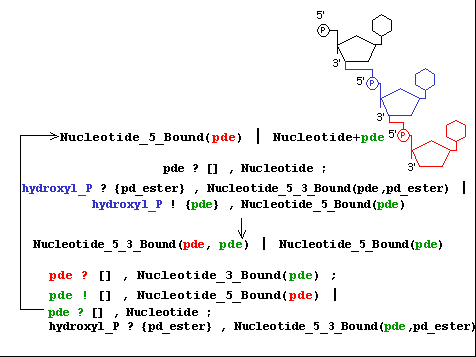 5'
P
3'
5'
P
3'
5'
P
3'
Nucleotide_5_Bound(pde) | Nucleotide+pde
pde ? [] , Nucleotide ;
hydroxyl_P ? {pd_ester} , Nucleotide_5_3_Bound(pde,pd_ester) |
hydroxyl_P ! {pde} , Nucleotide_5_Bound(pde)
Nucleotide_5_3_Bound(pde, pde) | Nucleotide_5_Bound(pde)
pde ? [] , Nucleotide_3_Bound(pde) ;
pde ! [] , Nucleotide_5_Bound(pde) |
pde ? [] , Nucleotide ;
hydroxyl_P ? {pd_ester} , Nucleotide_5_3_Bound(pde,pd_ester)